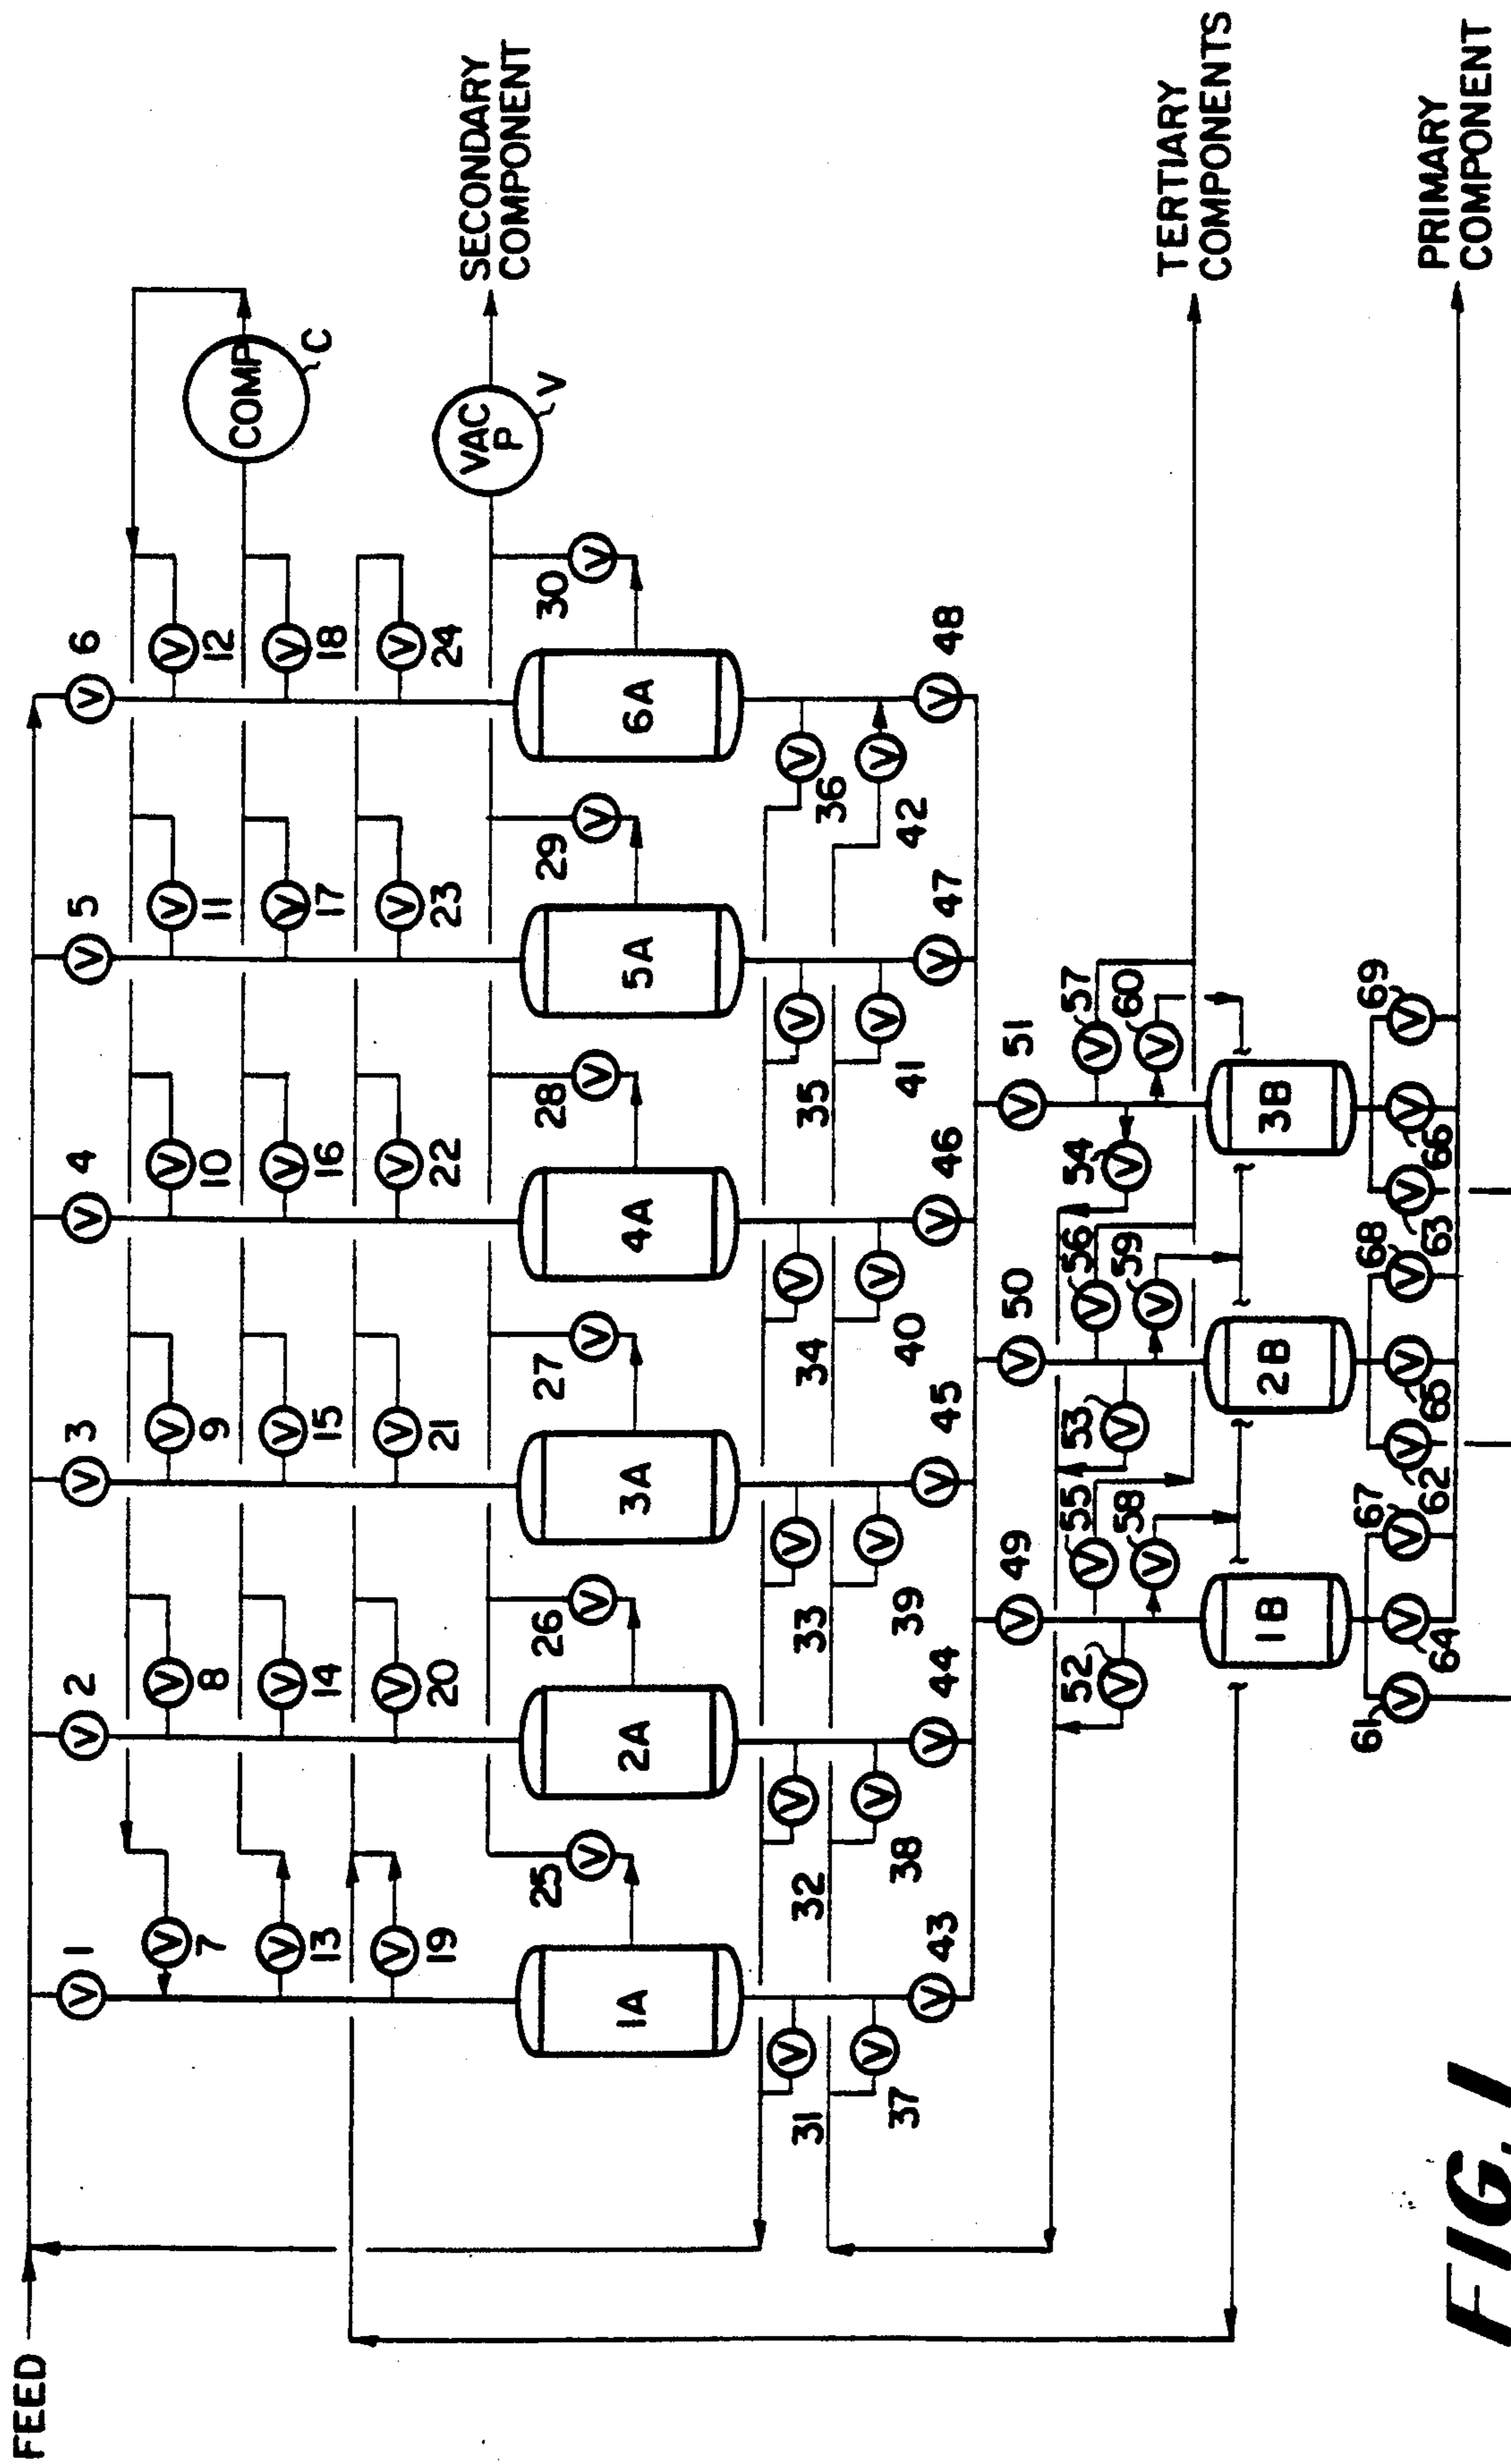 FEED
1 2 3 4 5 6
V V V V V V
V V V V V V
7 8 9 10 11 12
COMP
C
V V V V V V
13 14 15 16 17 18
V V V V V V
19 20 21 22 23 24
SECONDARY
COMPONENT
VAC
P
V
25 26 27 28 29 30
V V V V V V
1A 2A 3A 4A 5A 6A
V V V V V V
31 32 33 34 35 36
V V V V V V
37 38 39 40 41 42
43 44 45 46 47 48
V V V V V V
49 50 51
V V V
55 56 57
V V V
52 53 54
V V V
58 59 60
V V V
TERTIARY
COMPONENTS
1B 2B 3B
67 68 69
61 V V V
62 V V V
63 V V V
64 65 66
PRIMARY
COMPONENT
FIG. 1